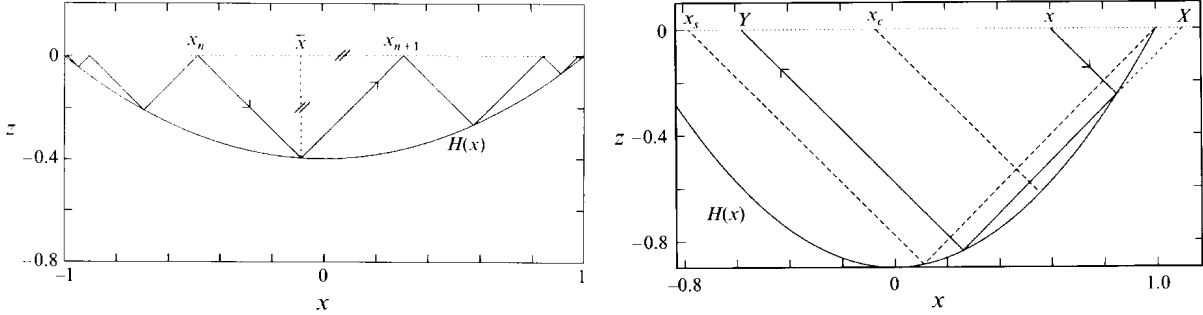 x_n x̄ x_{n+1}
0
z
−0.4
H(x)
−0.8
−1 0 1
x
x_s Y x_c x X
0
−0.4
z
H(x)
−0.8
−0.8 0 1.0
x